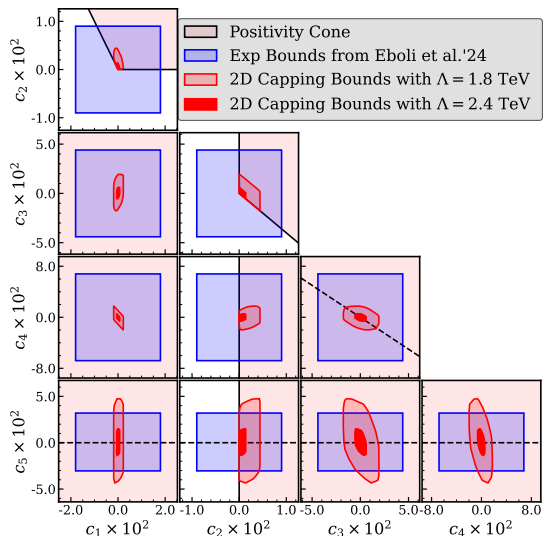 Positivity Cone
Exp Bounds from Eboli et al.'24
2D Capping Bounds with Λ = 1.8 TeV
2D Capping Bounds with Λ = 2.4 TeV
c₂ × 10²
1.0
0.0
-1.0
c₃ × 10²
5.0
0.0
-5.0
c₄ × 10²
8.0
0.0
-8.0
c₅ × 10²
5.0
0.0
-5.0
-2.0 0.0 2.0
-1.0 0.0 1.0
-5.0 0.0 5.0
-8.0 0.0 8.0
c₁ × 10²
c₂ × 10²
c₃ × 10²
c₄ × 10²